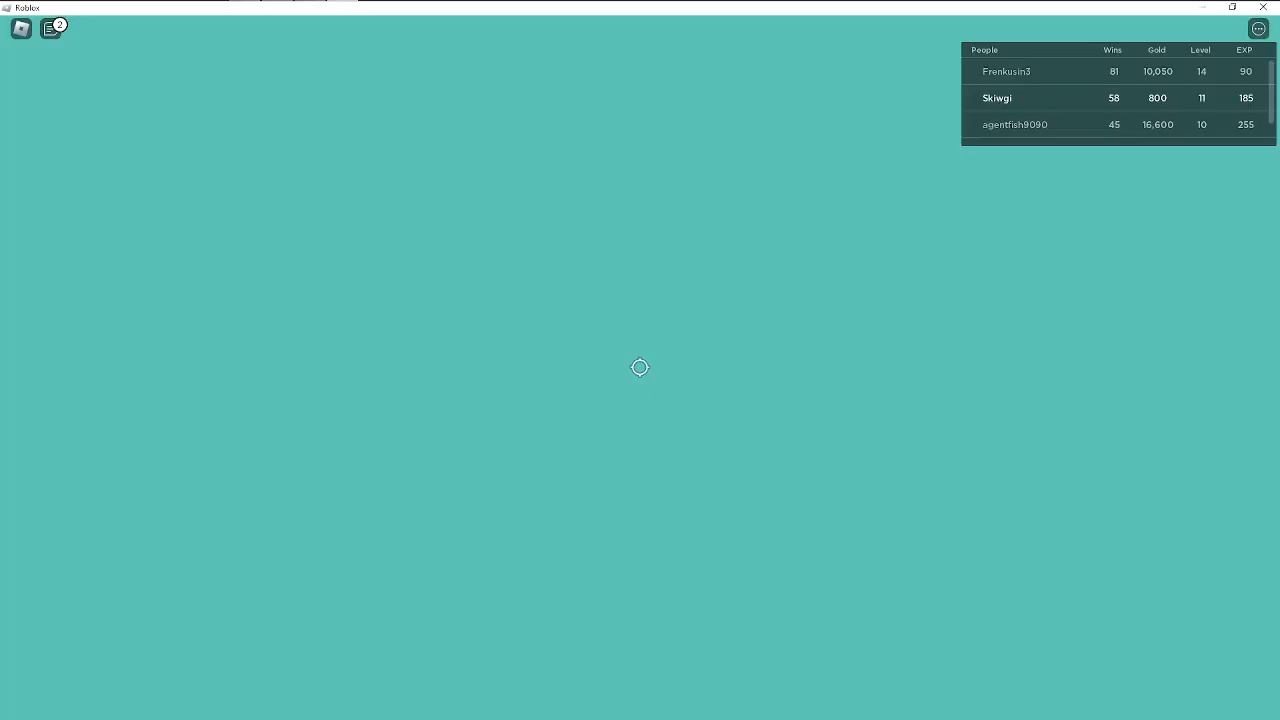 Roblox
2
People Wins Gold Level EXP
Frenkusin3 81 10,050 14 90
Skiwgi 58 800 11 185
agentfish9090 45 16,600 10 255